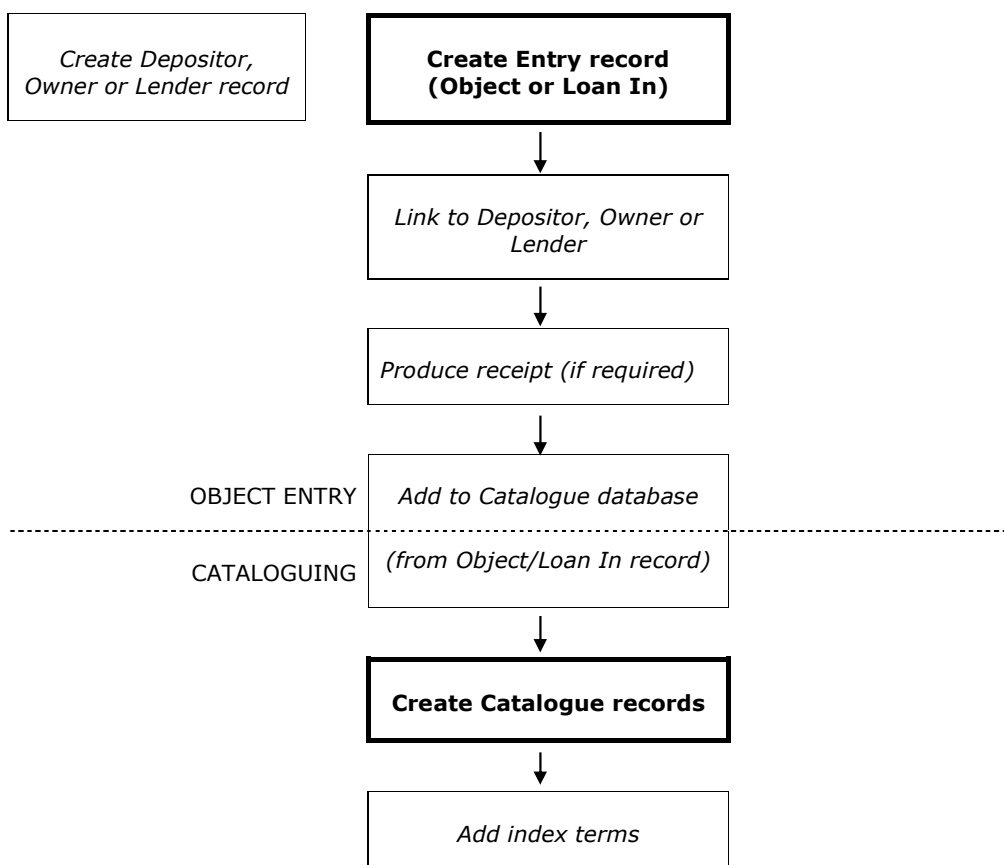 Create Depositor,
Owner or Lender record
Create Entry record
(Object or Loan In)
Link to Depositor, Owner or
Lender
Produce receipt (if required)
OBJECT ENTRY
Add to Catalogue database
(from Object/Loan In record)
CATALOGUING
Create Catalogue records
Add index terms